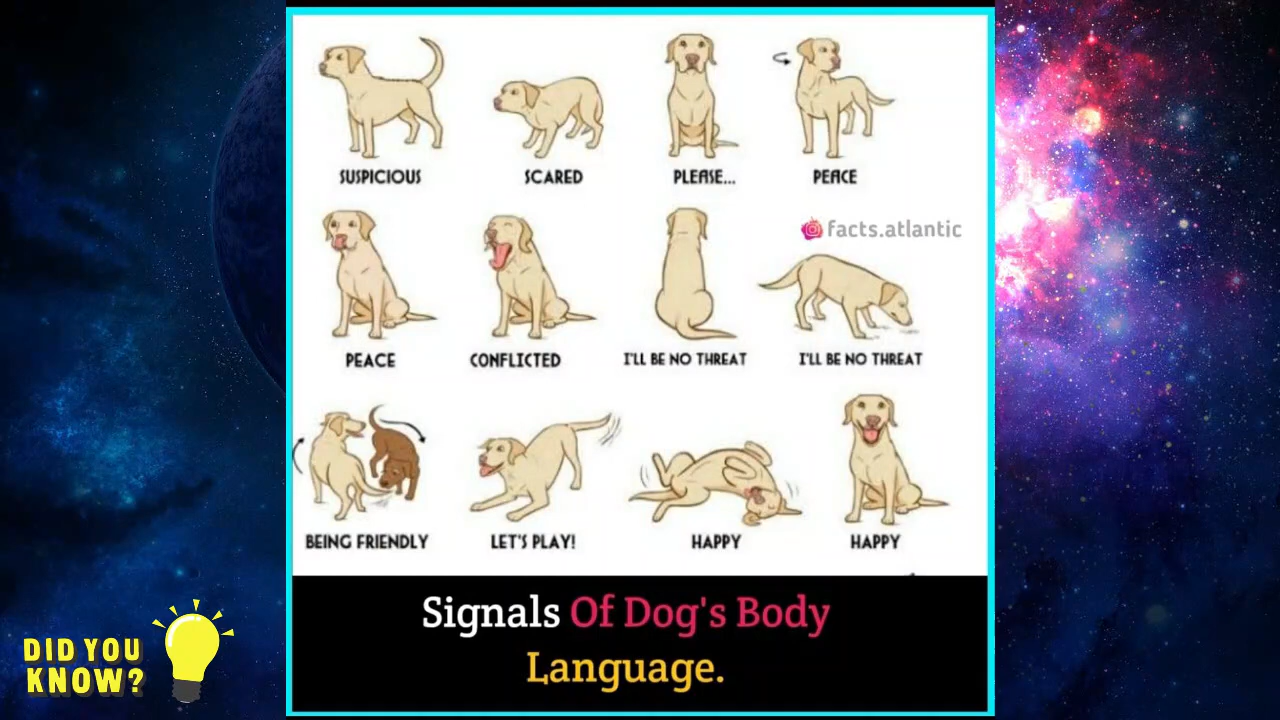 SUSPICIOUS
SCARED
PLEASE...
PEACE
facts.atlantic
PEACE
CONFLICTED
I'LL BE NO THREAT
I'LL BE NO THREAT
BEING FRIENDLY
LET'S PLAY!
HAPPY
HAPPY
Signals Of Dog's Body
Language.
DID YOU
KNOW?